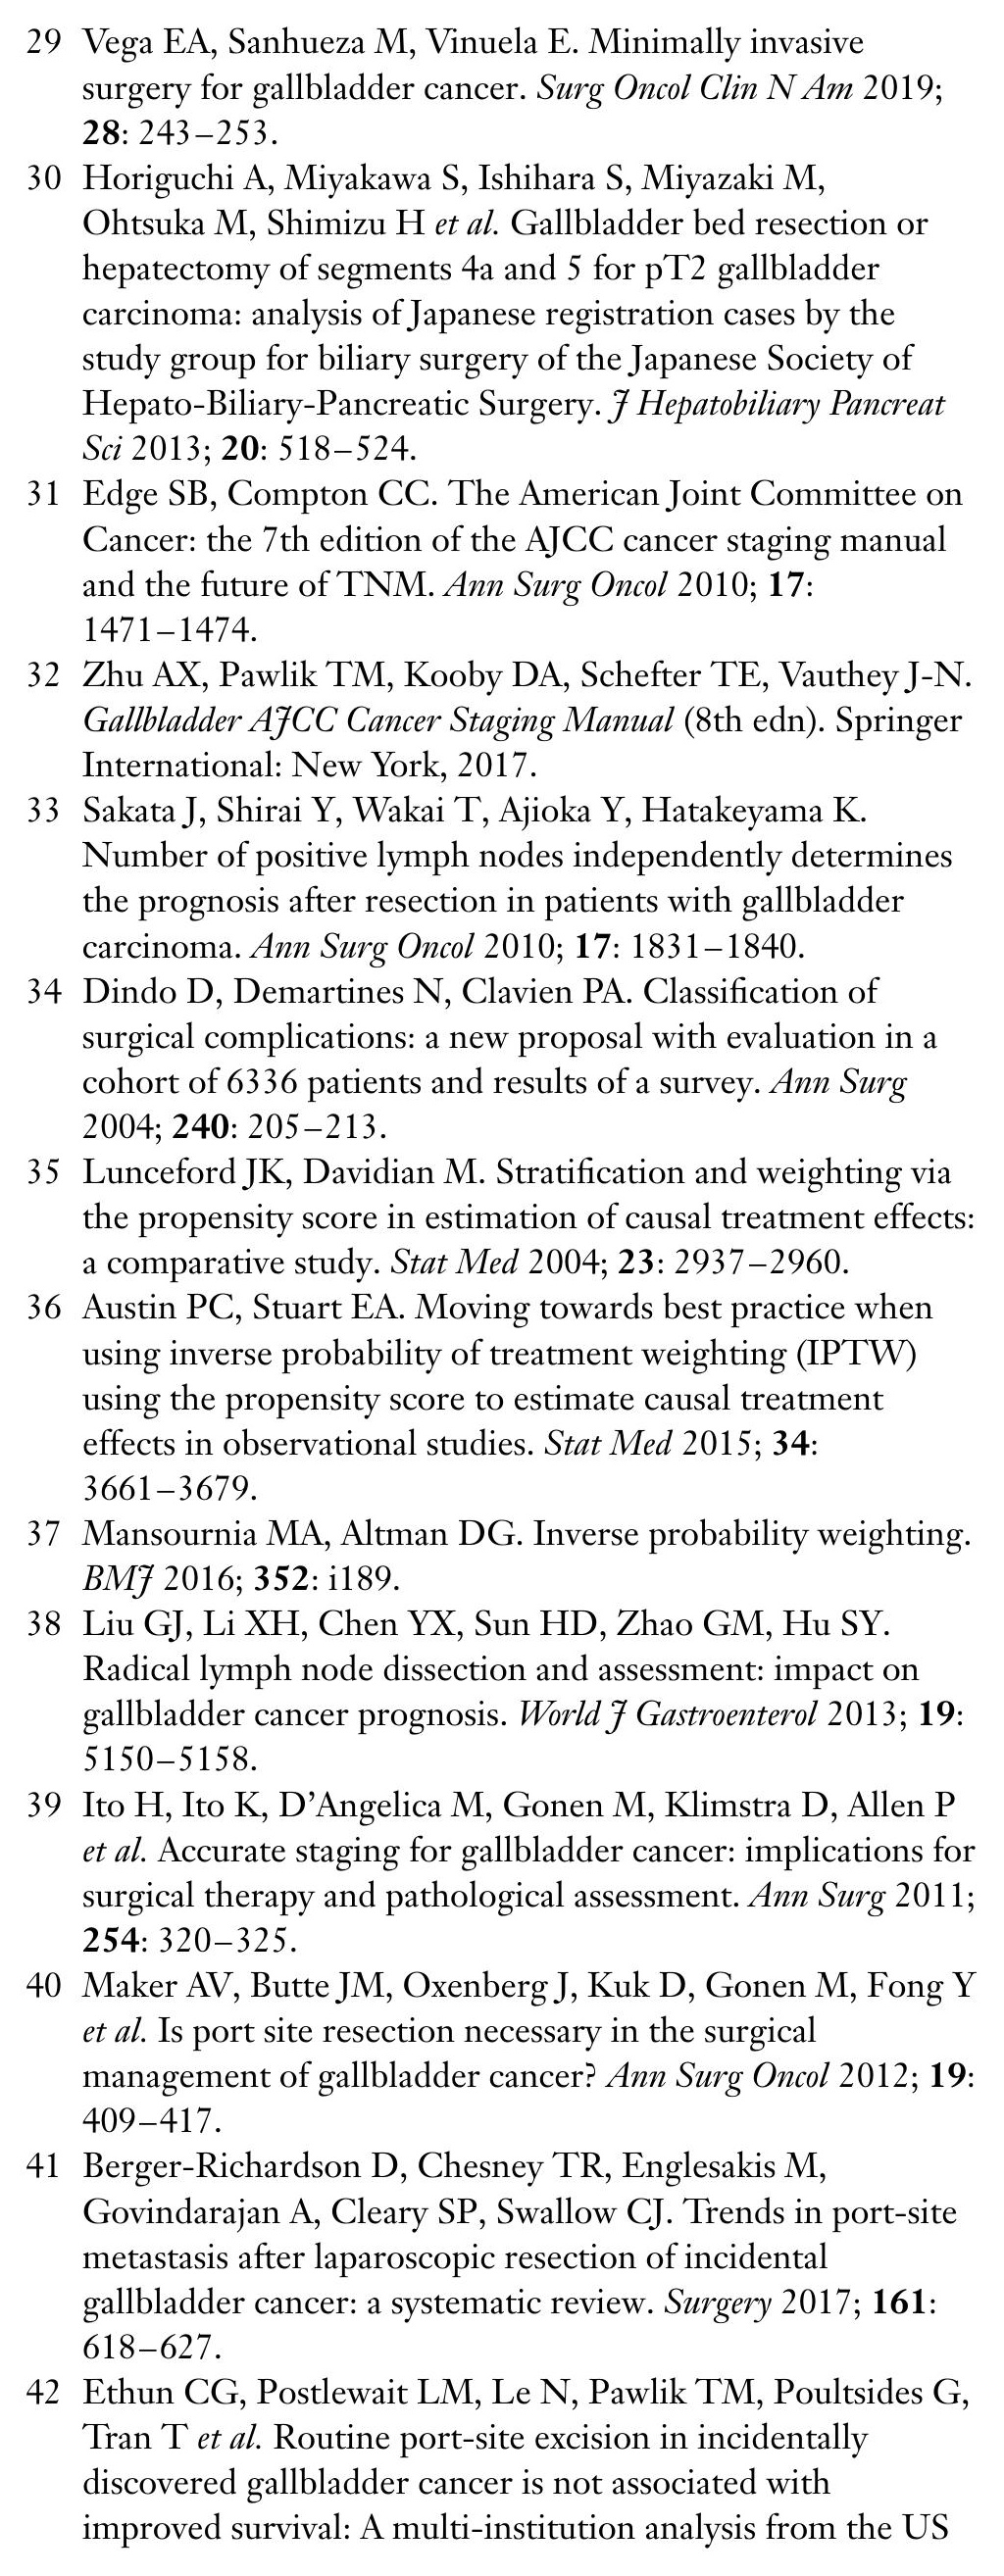 29 Vega EA, Sanhueza M, Vinuela E. Minimally invasive
surgery for gallbladder cancer. Surg Oncol Clin N Am 2019;
28: 243–253.
30 Horiguchi A, Miyakawa S, Ishihara S, Miyazaki M,
Ohtsuka M, Shimizu H et al. Gallbladder bed resection or
hepatectomy of segments 4a and 5 for pT2 gallbladder
carcinoma: analysis of Japanese registration cases by the
study group for biliary surgery of the Japanese Society of
Hepato-Biliary-Pancreatic Surgery. J Hepatobiliary Pancreat
Sci 2013; 20: 518–524.
31 Edge SB, Compton CC. The American Joint Committee on
Cancer: the 7th edition of the AJCC cancer staging manual
and the future of TNM. Ann Surg Oncol 2010; 17:
1471–1474.
32 Zhu AX, Pawlik TM, Kooby DA, Schefter TE, Vauthey J-N.
Gallbladder AJCC Cancer Staging Manual (8th edn). Springer
International: New York, 2017.
33 Sakata J, Shirai Y, Wakai T, Ajioka Y, Hatakeyama K.
Number of positive lymph nodes independently determines
the prognosis after resection in patients with gallbladder
carcinoma. Ann Surg Oncol 2010; 17: 1831–1840.
34 Dindo D, Demartines N, Clavien PA. Classification of
surgical complications: a new proposal with evaluation in a
cohort of 6336 patients and results of a survey. Ann Surg
2004; 240: 205–213.
35 Lunceford JK, Davidian M. Stratification and weighting via
the propensity score in estimation of causal treatment effects:
a comparative study. Stat Med 2004; 23: 2937–2960.
36 Austin PC, Stuart EA. Moving towards best practice when
using inverse probability of treatment weighting (IPTW)
using the propensity score to estimate causal treatment
effects in observational studies. Stat Med 2015; 34:
3661–3679.
37 Mansournia MA, Altman DG. Inverse probability weighting.
BMJ 2016; 352: i189.
38 Liu GJ, Li XH, Chen YX, Sun HD, Zhao GM, Hu SY.
Radical lymph node dissection and assessment: impact on
gallbladder cancer prognosis. World J Gastroenterol 2013; 19:
5150–5158.
39 Ito H, Ito K, D’Angelica M, Gonen M, Klimstra D, Allen P
et al. Accurate staging for gallbladder cancer: implications for
surgical therapy and pathological assessment. Ann Surg 2011;
254: 320–325.
40 Maker AV, Butte JM, Oxenberg J, Kuk D, Gonen M, Fong Y
et al. Is port site resection necessary in the surgical
management of gallbladder cancer? Ann Surg Oncol 2012; 19:
409–417.
41 Berger-Richardson D, Chesney TR, Englesakis M,
Govindarajan A, Cleary SP, Swallow CJ. Trends in port-site
metastasis after laparoscopic resection of incidental
gallbladder cancer: a systematic review. Surgery 2017; 161:
618–627.
42 Ethun CG, Postlewait LM, Le N, Pawlik TM, Poultsides G,
Tran T et al. Routine port-site excision in incidentally
discovered gallbladder cancer is not associated with
improved survival: A multi-institution analysis from the US